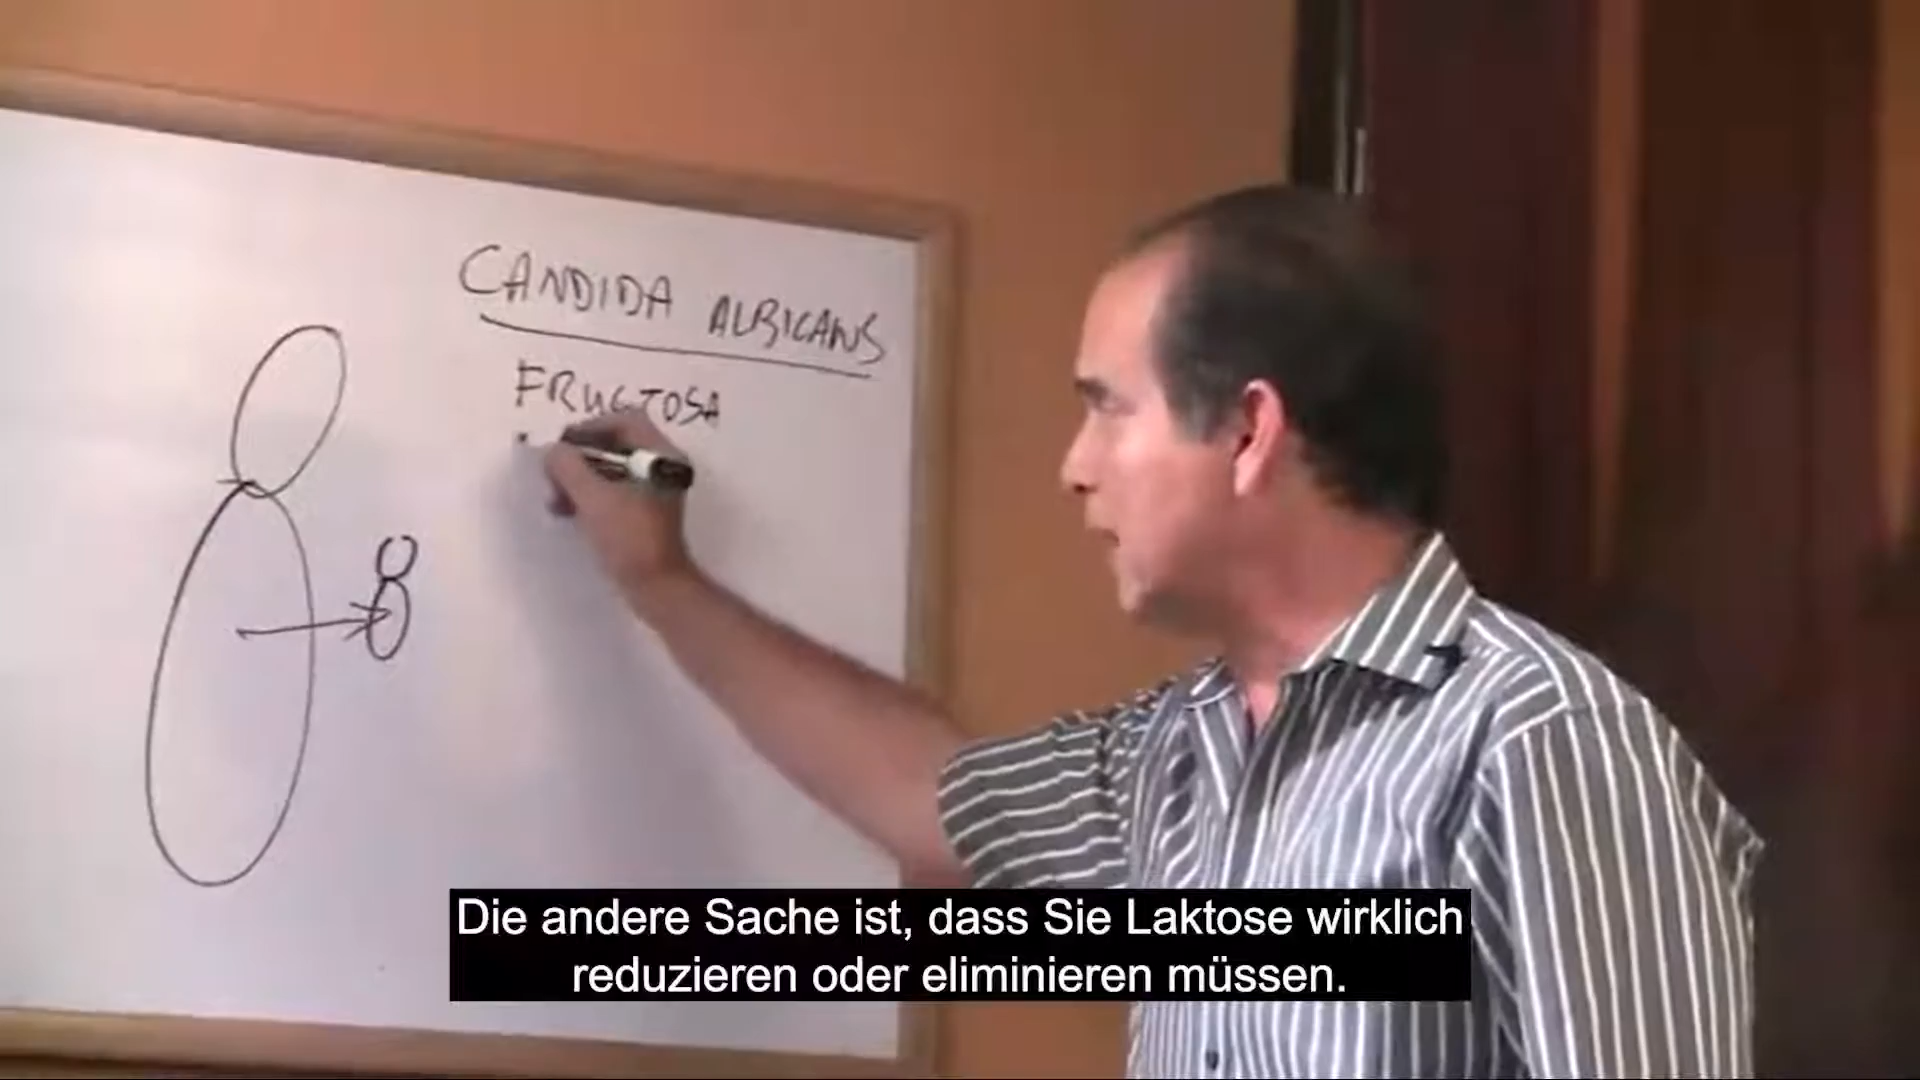 CANDIDA ALBICANS
FRUCTOSA
Die andere Sache ist, dass Sie Laktose wirklich
reduzieren oder eliminieren müssen.